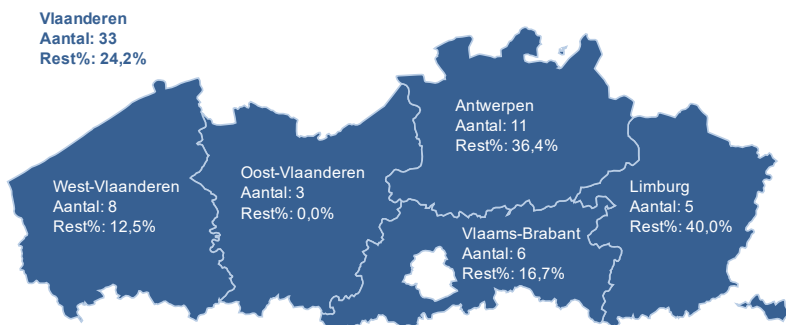 Vlaanderen
Aantal: 33
Rest%: 24,2%
Antwerpen
Aantal: 11
Rest%: 36,4%
West-Vlaanderen
Aantal: 8
Rest%: 12,5%
Oost-Vlaanderen
Aantal: 3
Rest%: 0,0%
Limburg
Aantal: 5
Rest%: 40,0%
Vlaams-Brabant
Aantal: 6
Rest%: 16,7%